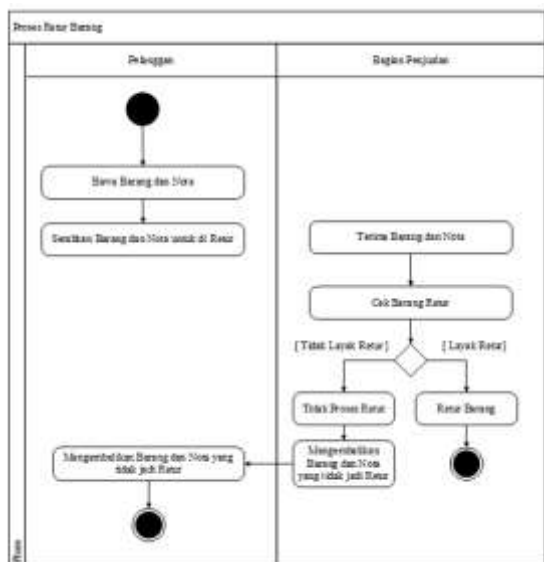 Proses Retur Barang
Pelanggan
Bagian Penjualan
Bawa Barang dan Nota
Serahkan Barang dan Nota untuk di Retur
Terima Barang dan Nota
Cek Barang Retur
[ Tidak Layak Retur ]
[ Layak Retur]
Tidak Proses Retur
Retur Barang
Mengembalikan
Barang dan Nota
yang tidak jadi Retur
Mengembalikan Barang dan Nota yang
tidak jadi Retur
Phase